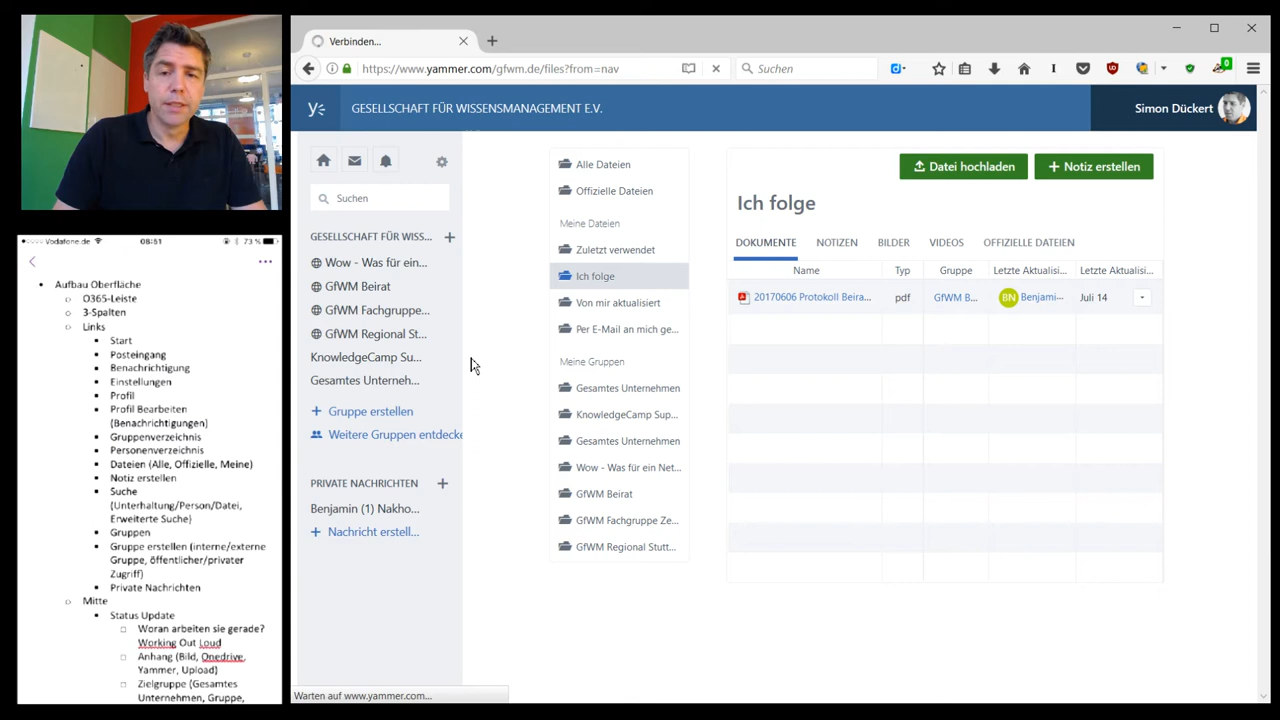 Vodafone.de
08:51
73 %
Aufbau Oberfläche
O365-Leiste
3-Spalten
Links
Start
Posteingang
Benachrichtigung
Einstellungen
Profil
Profil Bearbeiten
(Benachrichtigungen)
Gruppenverzeichnis
Personenverzeichnis
Dateien (Alle, Offizielle, Meine)
Notiz erstellen
Suche
(Unterhaltung/Person/Datei,
Erweiterte Suche)
Gruppen
Gruppe erstellen (interne/externe
Gruppe, öffentlicher/privater
Zugriff)
Private Nachrichten
Mitte
Status Update
Woran arbeiten sie gerade?
Working Out Loud
Anhang (Bild, Onedrive,
Yammer, Upload)
Zielgruppe (Gesamtes
Unternehmen, Gruppe,
Verbinden...
https://www.yammer.com/gfwm.de/files?from=nav
Suchen
0
GESELLSCHAFT FÜR WISSENSMANAGEMENT E.V.
Simon Dückert
Suchen
GESELLSCHAFT FÜR WISS...
Wow - Was für ein...
GfWM Beirat
GfWM Fachgruppe...
GfWM Regional St...
KnowledgeCamp Su...
Gesamtes Unterneh...
Gruppe erstellen
Weitere Gruppen entdecke
PRIVATE NACHRICHTEN
Benjamin (1) Nakho...
Nachricht erstell...
Alle Dateien
Offizielle Dateien
Meine Dateien
Zuletzt verwendet
Ich folge
Von mir aktualisiert
Per E-Mail an mich ge...
Meine Gruppen
Gesamtes Unternehmen
KnowledgeCamp Sup...
Gesamtes Unternehmen
Wow - Was für ein Net...
GfWM Beirat
GfWM Fachgruppe Ze...
GfWM Regional Stutt...
Datei hochladen
+ Notiz erstellen
Ich folge
DOKUMENTE NOTIZEN BILDER VIDEOS OFFIZIELLE DATEIEN
Name Typ Gruppe Letzte Aktualisi... Letzte Aktualisi...
20170606 Protokoll Beira... pdf GfWM B... BN Benjami... Juli 14
Warten auf www.yammer.com...